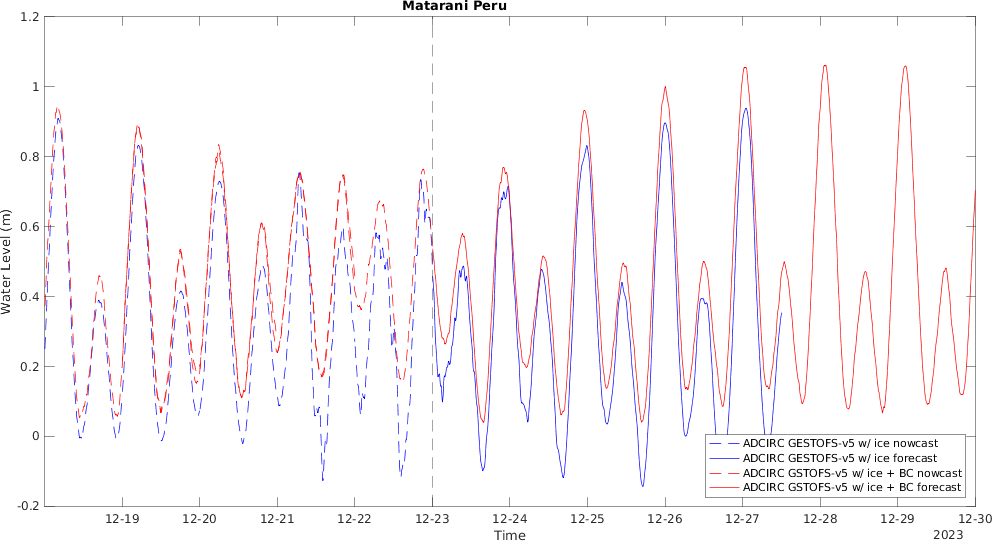 Matarani Peru
1.2
1
0.8
0.6
0.4
0.2
0
-0.2
Water Level (m)
ADCIRC GESTOFS-v5 w/ ice nowcast
ADCIRC GESTOFS-v5 w/ ice forecast
ADCIRC GSTOFS-v5 w/ ice + BC nowcast
ADCIRC GSTOFS-v5 w/ ice + BC forecast
12-19 12-20 12-21 12-22 12-23 12-24 12-25 12-26 12-27 12-28 12-29 12-30
Time
2023